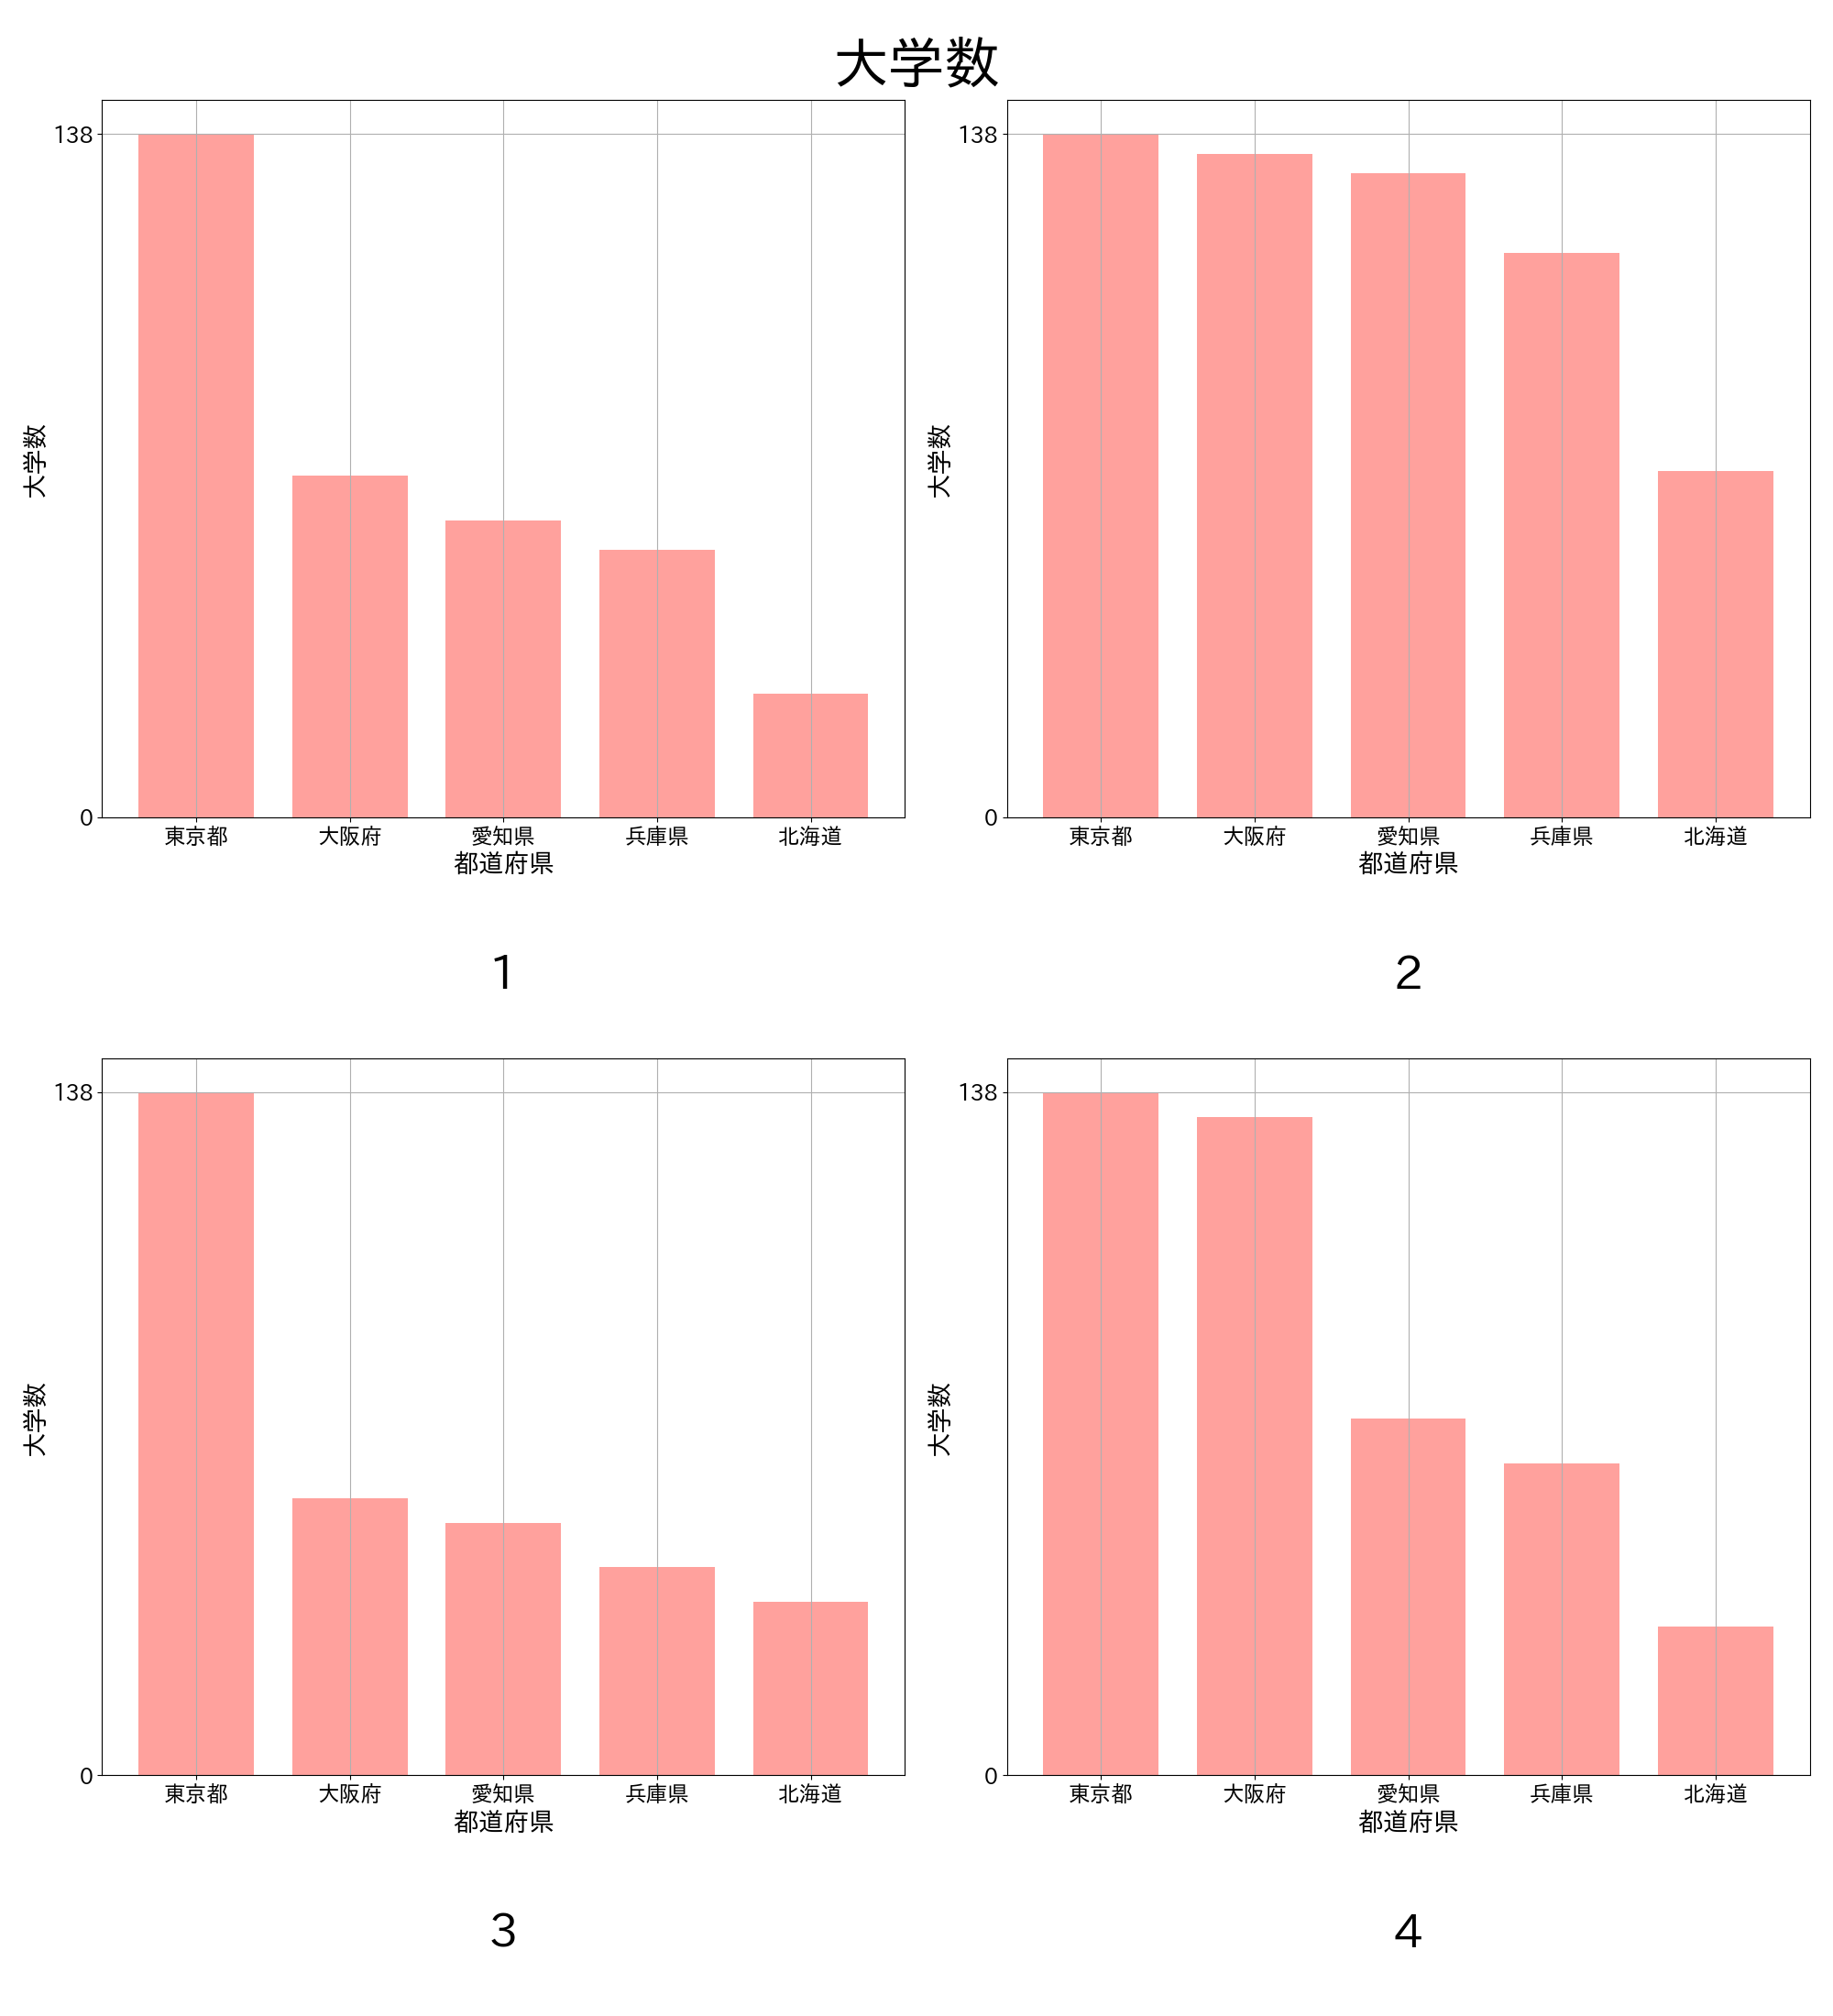 大学数
138
0
大学数
東京都 大阪府 愛知県 兵庫県 北海道
都道府県
1
138
0
大学数
東京都 大阪府 愛知県 兵庫県 北海道
都道府県
2
138
0
大学数
東京都 大阪府 愛知県 兵庫県 北海道
都道府県
3
138
0
大学数
東京都 大阪府 愛知県 兵庫県 北海道
都道府県
4